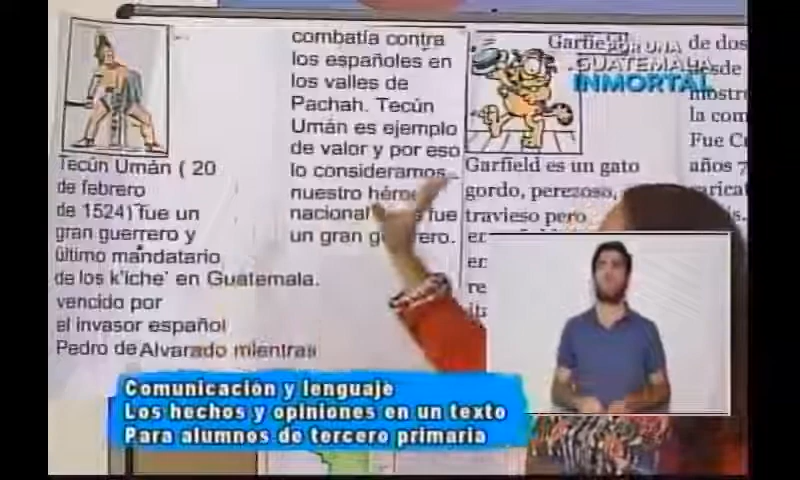 Tecún Umán ( 20
de febrero
de 1524) fue un
gran guerrero y
último mandatario
de los k'iche' en Guatemala.
vencido por
el invasor español
Pedro de Alvarado mientras
combatía contra
los españoles en
los valles de
Pachah. Tecún
Umán es ejemplo
de valor y por eso
lo consideramos
nuestro
nacional fue
un gran
Garfield es un gato
gordo, perezoso,
travieso pero
de dos
la com
Fue
años 7
POR UNA
GUATEMALA
INMORTAL
Comunicación y lenguaje
Los hechos y opiniones en un texto
Para alumnos de tercero primaria